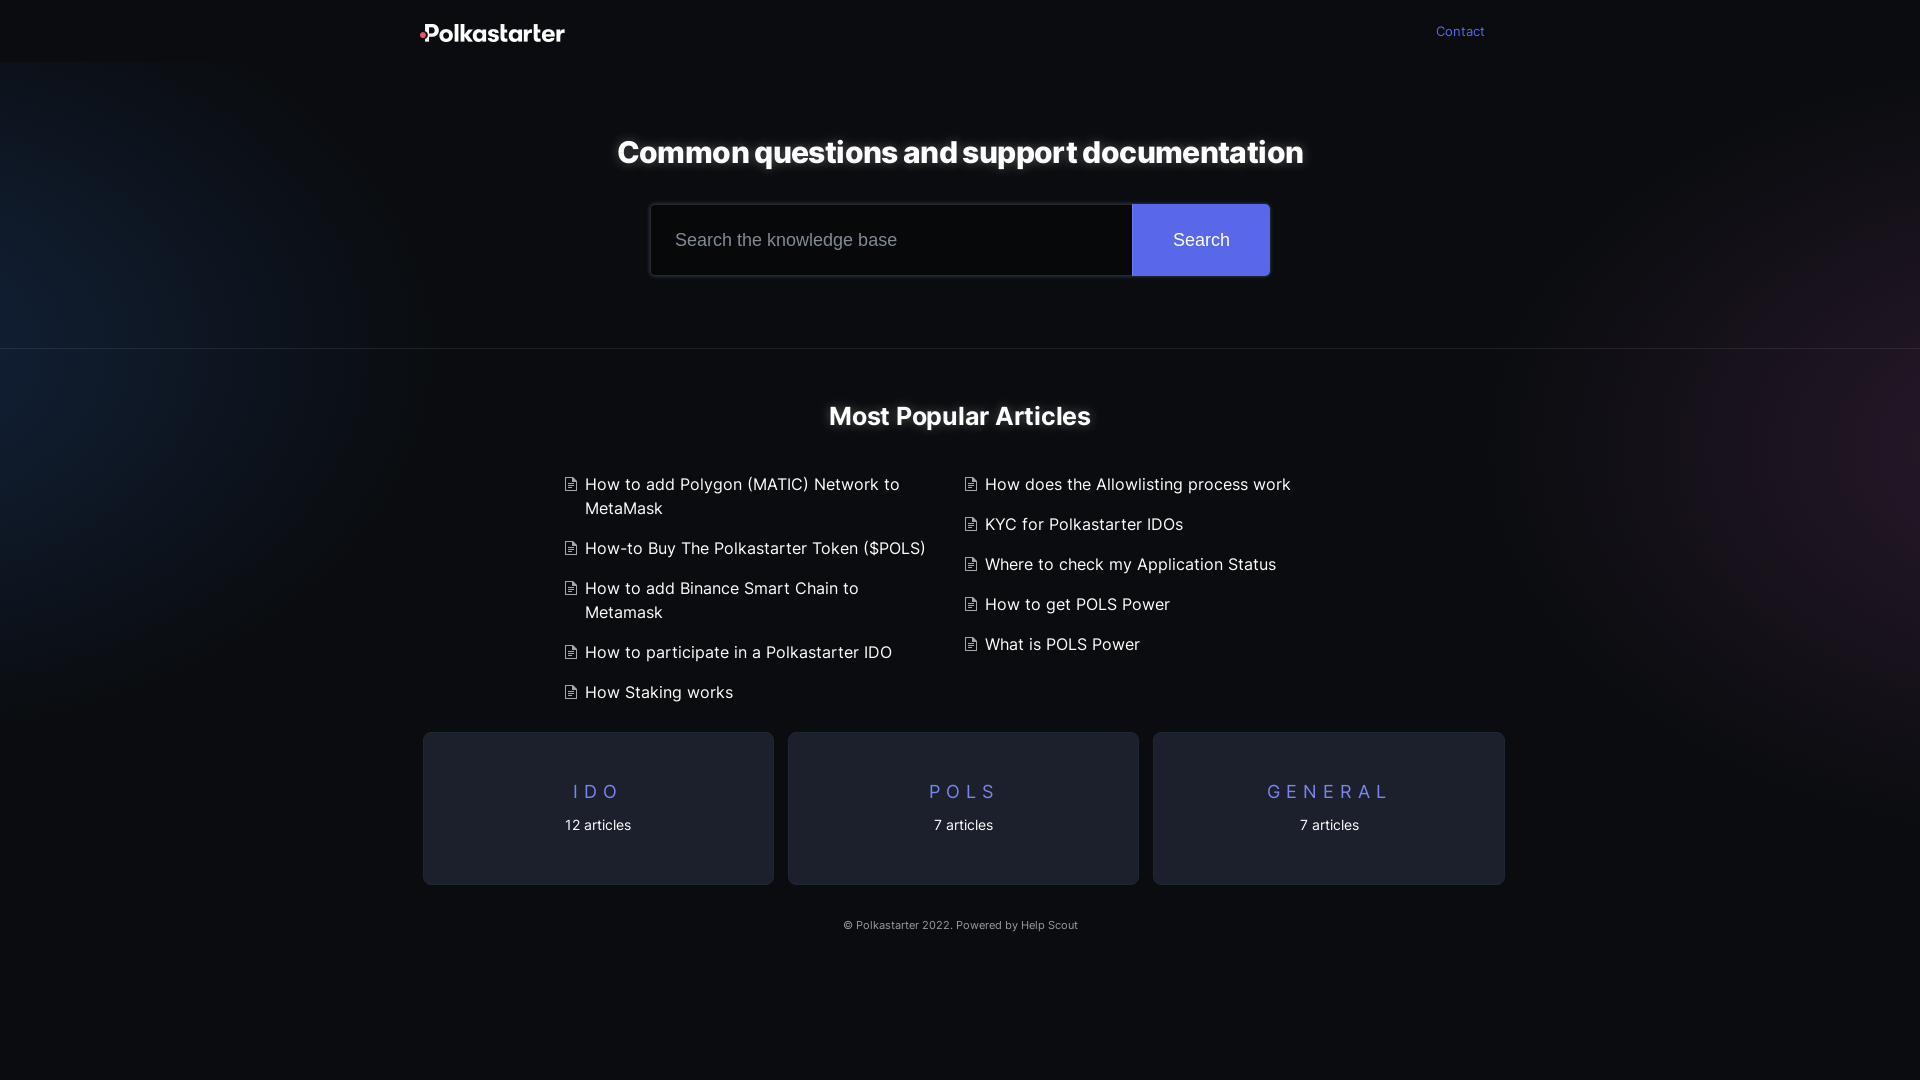 Polkastarter
Contact
Common questions and support documentation
Search the knowledge base
Search
Most Popular Articles
How to add Polygon (MATIC) Network to
MetaMask
How-to Buy The Polkastarter Token ($POLS)
How to add Binance Smart Chain to
Metamask
How to participate in a Polkastarter IDO
How Staking works
How does the Allowlisting process work
KYC for Polkastarter IDOs
Where to check my Application Status
How to get POLS Power
What is POLS Power
IDO
12 articles
POLS
7 articles
GENERAL
7 articles
© Polkastarter 2022. Powered by Help Scout